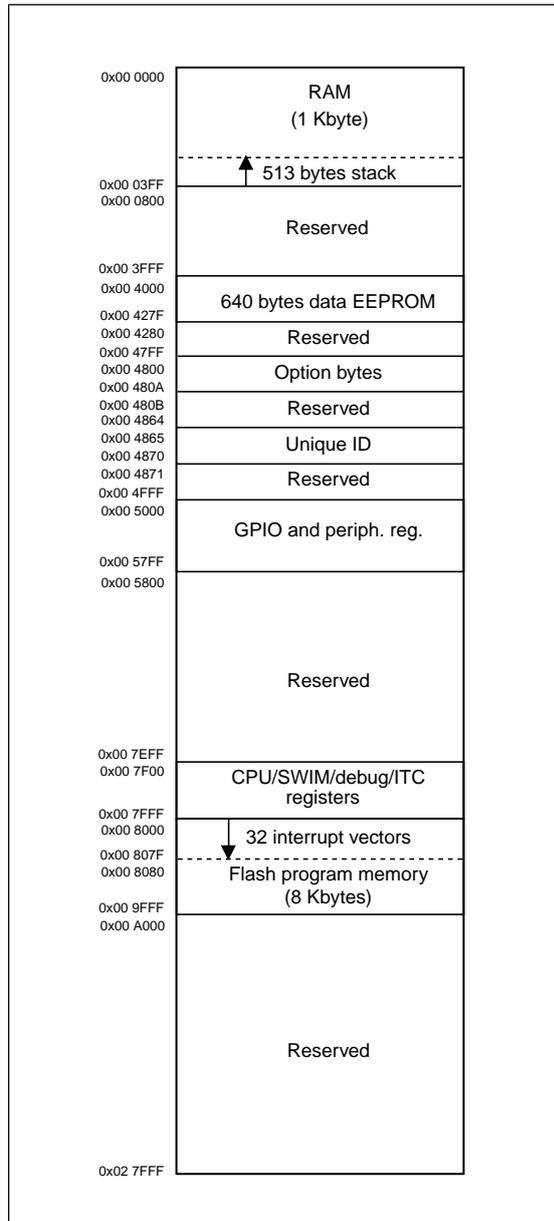 0x00 0000
RAM
(1 Kbyte)
513 bytes stack
0x00 03FF
0x00 0800
Reserved
0x00 3FFF
0x00 4000
640 bytes data EEPROM
0x00 427F
0x00 4280
Reserved
0x00 47FF
0x00 4800
Option bytes
0x00 480A
0x00 480B
Reserved
0x00 4864
0x00 4865
Unique ID
0x00 4870
0x00 4871
Reserved
0x00 4FFF
0x00 5000
GPIO and periph. reg.
0x00 57FF
0x00 5800
Reserved
0x00 7EFF
0x00 7F00
CPU/SWIM/debug/ITC
registers
0x00 7FFF
0x00 8000
32 interrupt vectors
0x00 807F
0x00 8080
Flash program memory
(8 Kbytes)
0x00 9FFF
0x00 A000
Reserved
0x02 7FFF